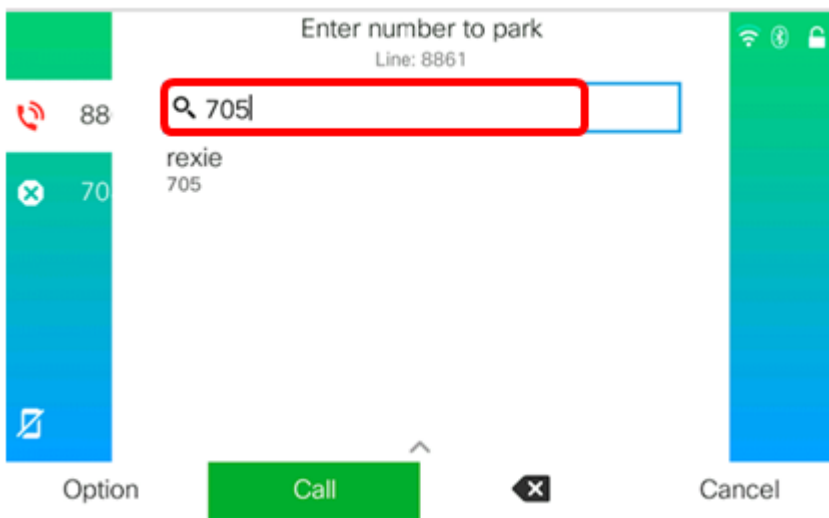 Enter number to park
Line: 8861
88
705
rexie
705
70
Option Call Cancel